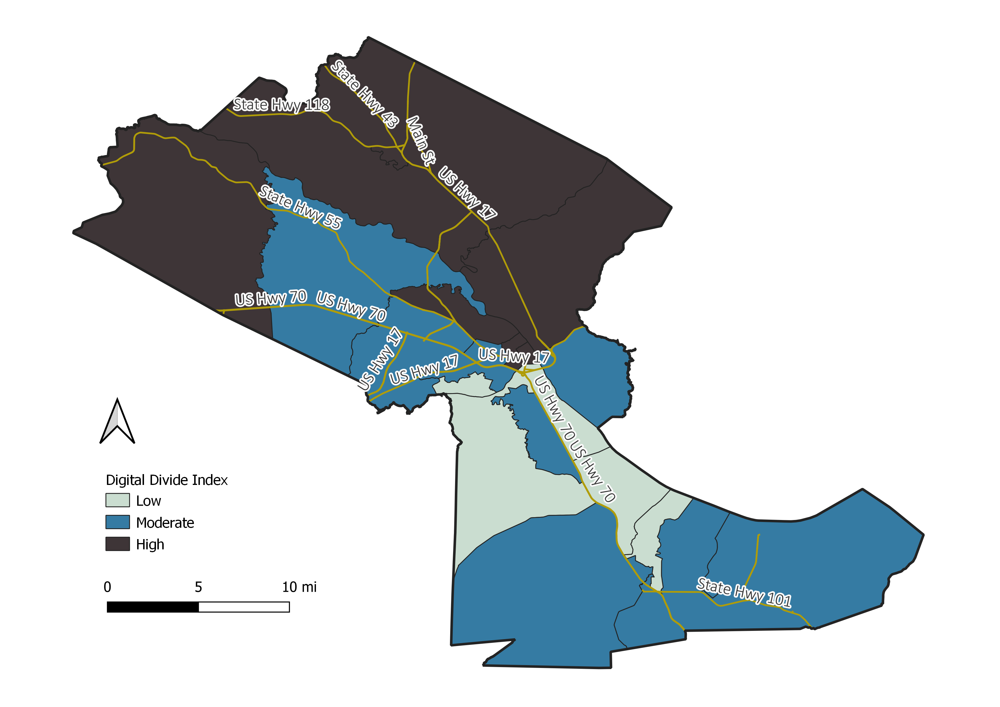 State Hwy 43
State Hwy 118
Main St
US Hwy 17
State Hwy 55
US Hwy 70
US Hwy 70
US Hwy 17
US Hwy 17
US Hwy 17
US Hwy 70
US Hwy 70
State Hwy 101
Digital Divide Index
Low
Moderate
High
0 5 10 mi